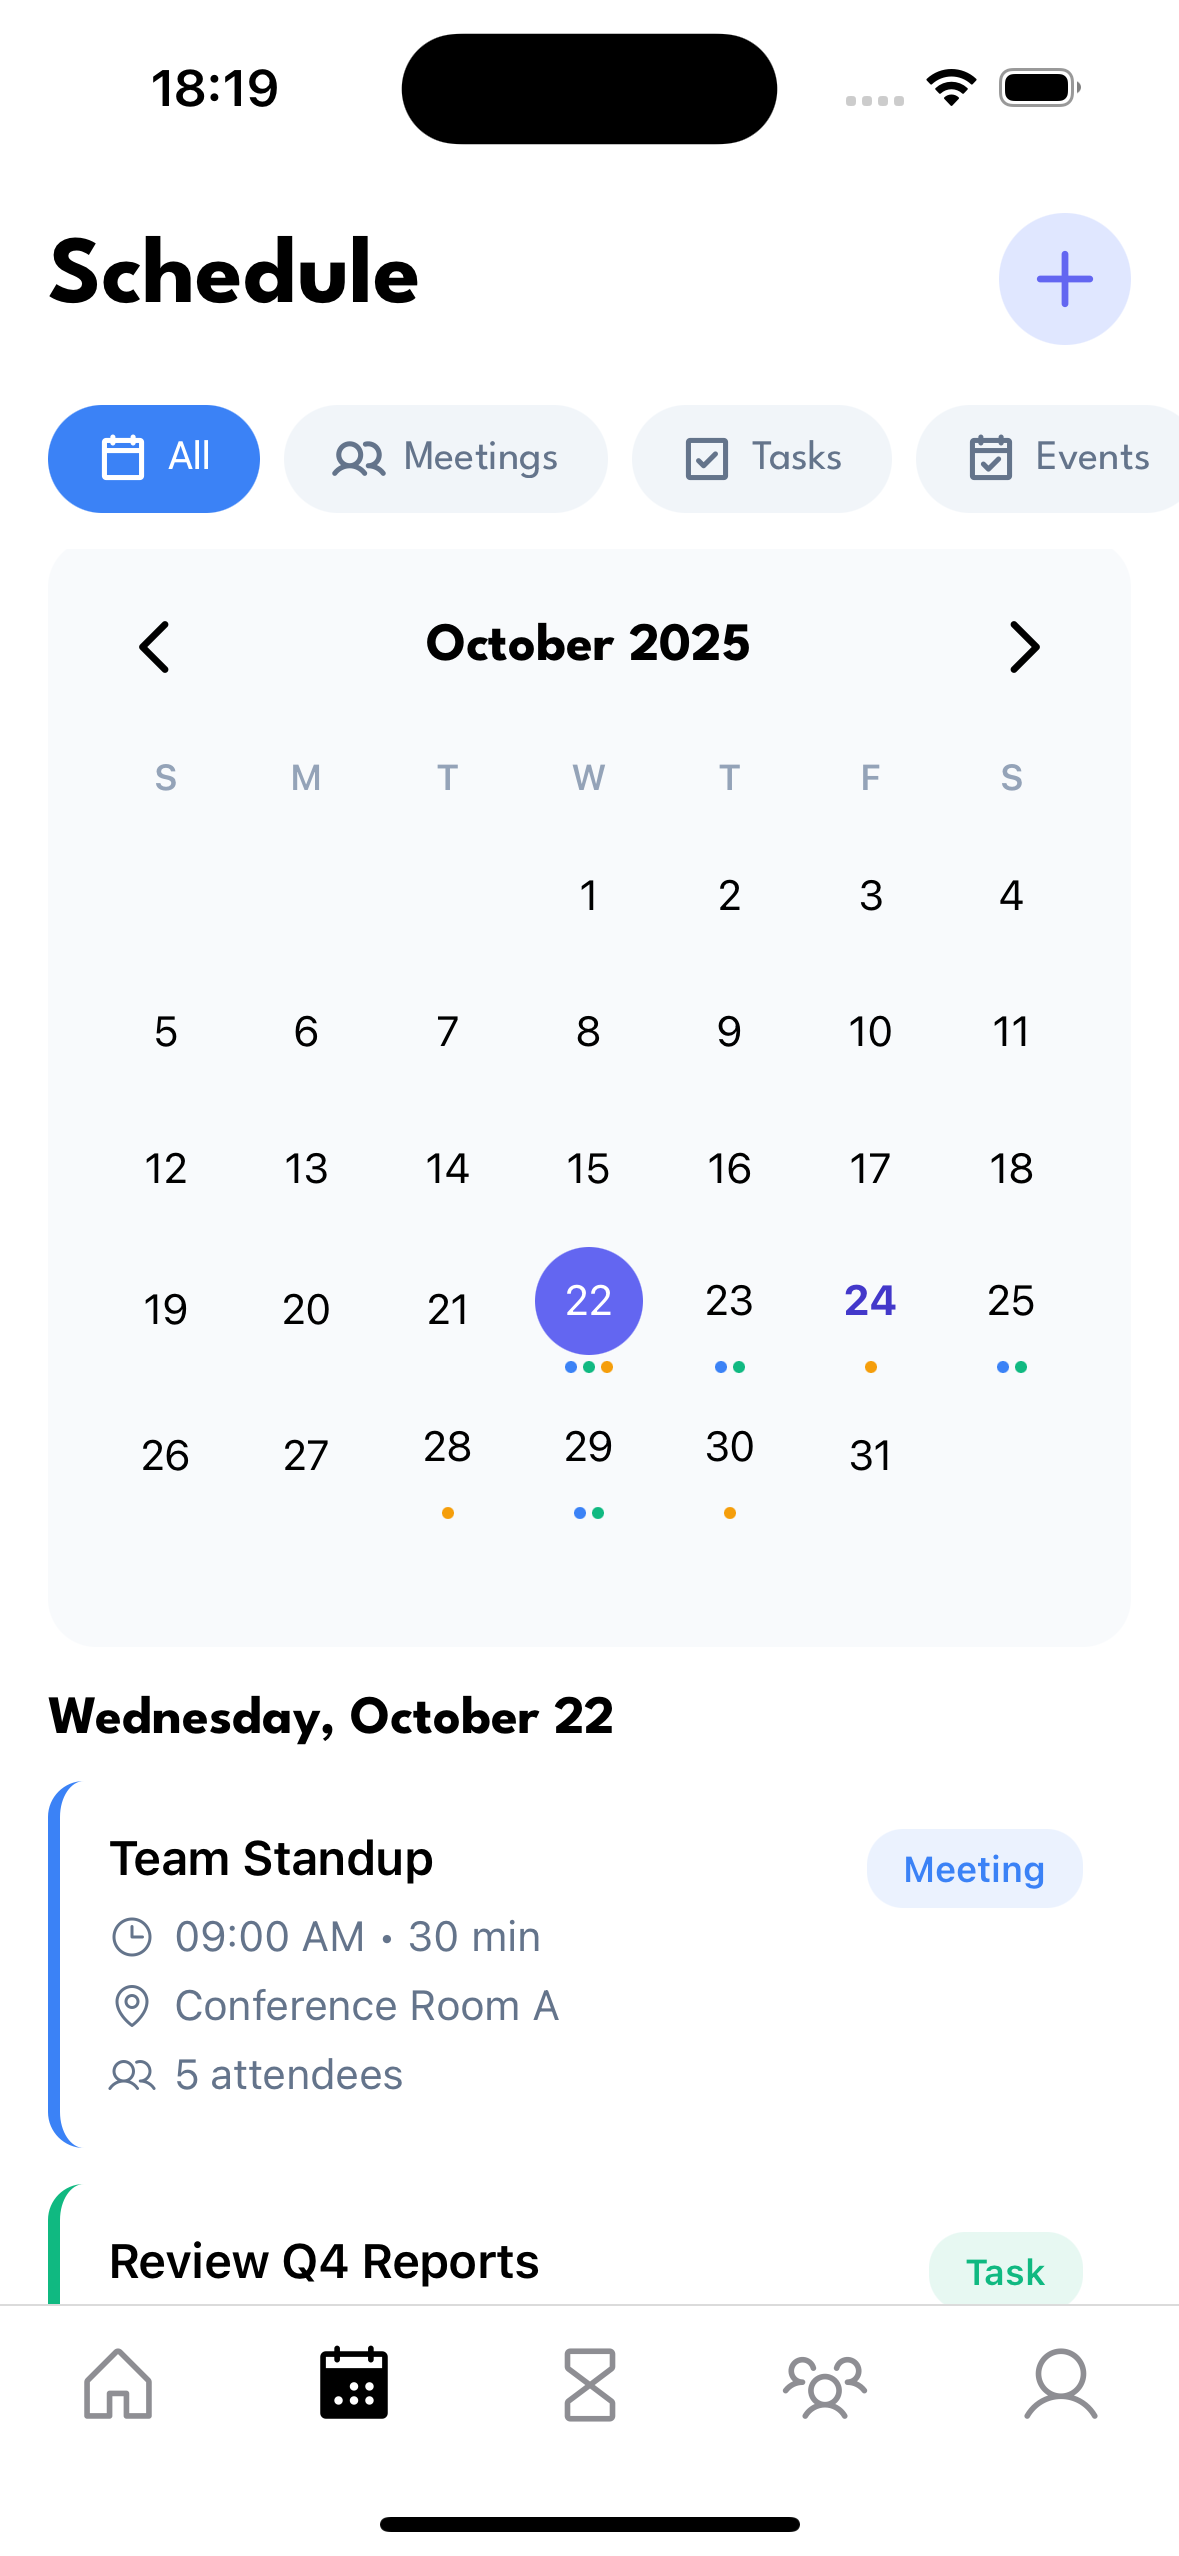 18:19
Schedule
All Meetings Tasks Events
October 2025
S M T W T F S
1 2 3 4
5 6 7 8 9 10 11
12 13 14 15 16 17 18
19 20 21 22 23 24 25
26 27 28 29 30 31
Wednesday, October 22
Team Standup Meeting
09:00 AM • 30 min
Conference Room A
5 attendees
Review Q4 Reports Task